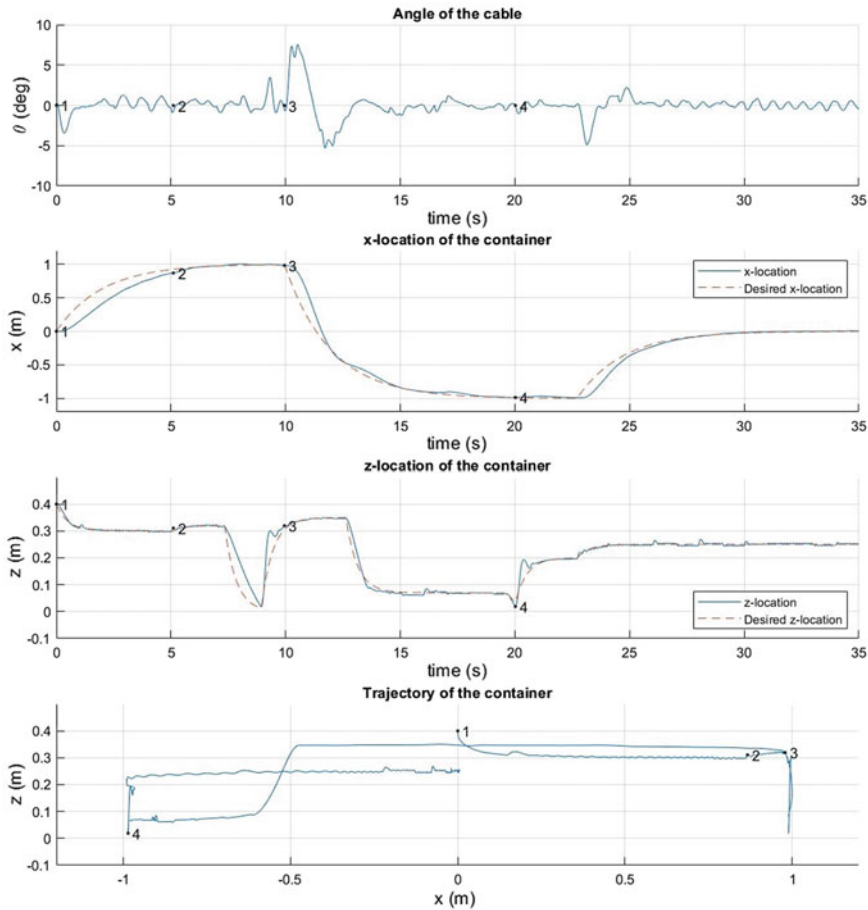 Angle of the cable
10
5
0
-5
-10
θ (deg)
1
2
3
4
0 5 10 15 20 25 30 35
time (s)
x-location of the container
1
0.5
0
-0.5
-1
x (m)
1
2
3
4
x-location
Desired x-location
0 5 10 15 20 25 30 35
time (s)
z-location of the container
0.4
0.3
0.2
0.1
0
-0.1
z (m)
1
2
3
4
z-location
Desired z-location
0 5 10 15 20 25 30 35
time (s)
Trajectory of the container
0.4
0.3
0.2
0.1
0
-0.1
z (m)
1
2
3
4
-1 -0.5 0 0.5 1
x (m)